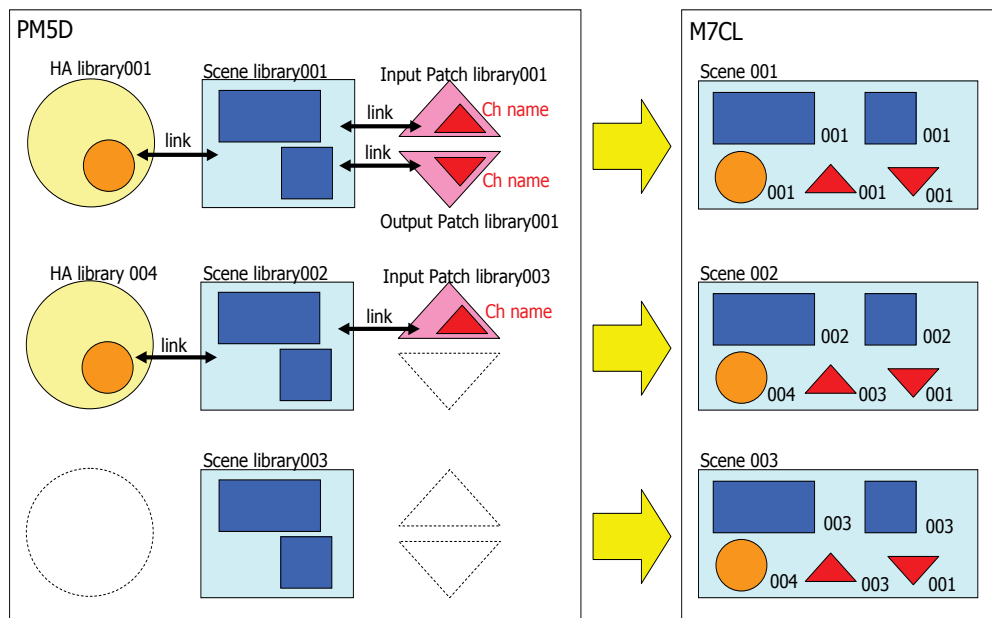 PM5D
HA library001
Scene library001
Input Patch library001
link
link
link
Ch name
Ch name
Output Patch library001
HA library 004
Scene library002
Input Patch library003
link
link
Ch name
Scene library003
M7CL
Scene 001
001
001
001
001
001
Scene 002
002
002
004
003
001
Scene 003
003
003
004
003
001